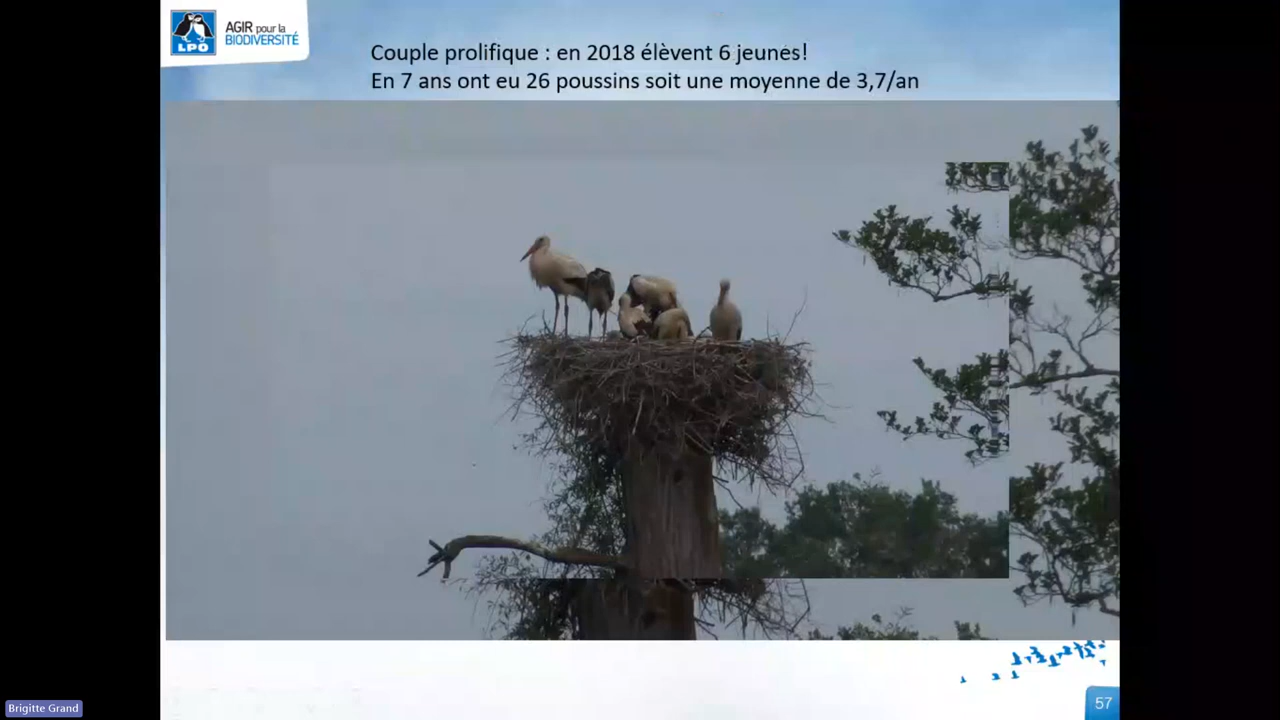 LPO
AGIR pour la
BIODIVERSITÉ
Couple prolifique : en 2018 élèvent 6 jeunes!
En 7 ans ont eu 26 poussins soit une moyenne de 3,7/an
57
Brigitte Grand